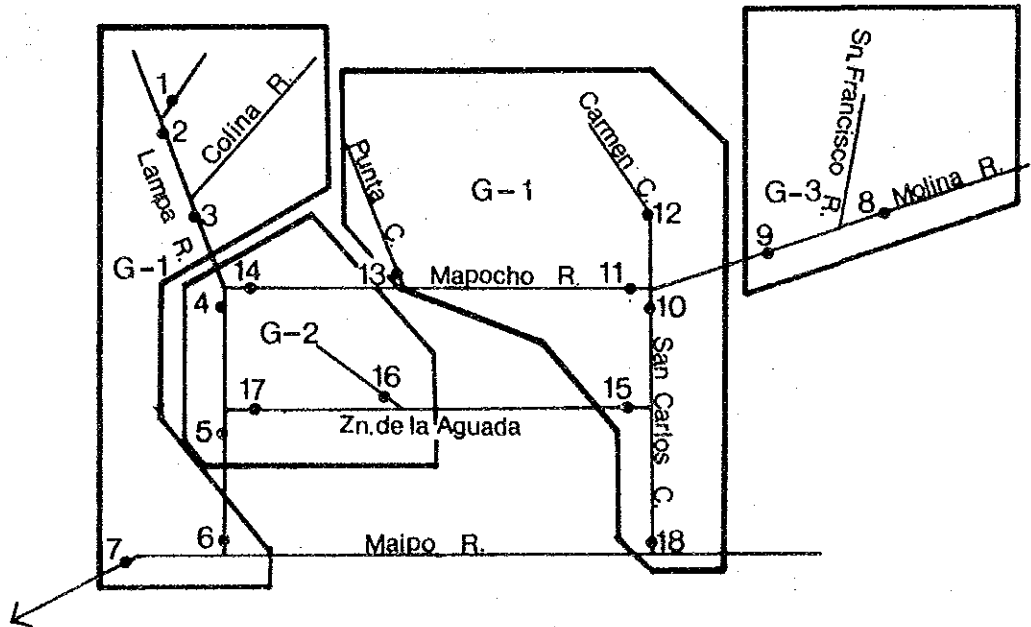 1
2
Colina R.
Lampa R.
3
G-1
4
14
5
6
7
G-2
16
17
Zn. de la Aguada
Maipo R.
Punta C.
13
Mapocho R.
G-1
Carmen C.
12
11
10
15
San Carlos C.
18
Sn. Francisco R.
G-3
8
Molina R.
9